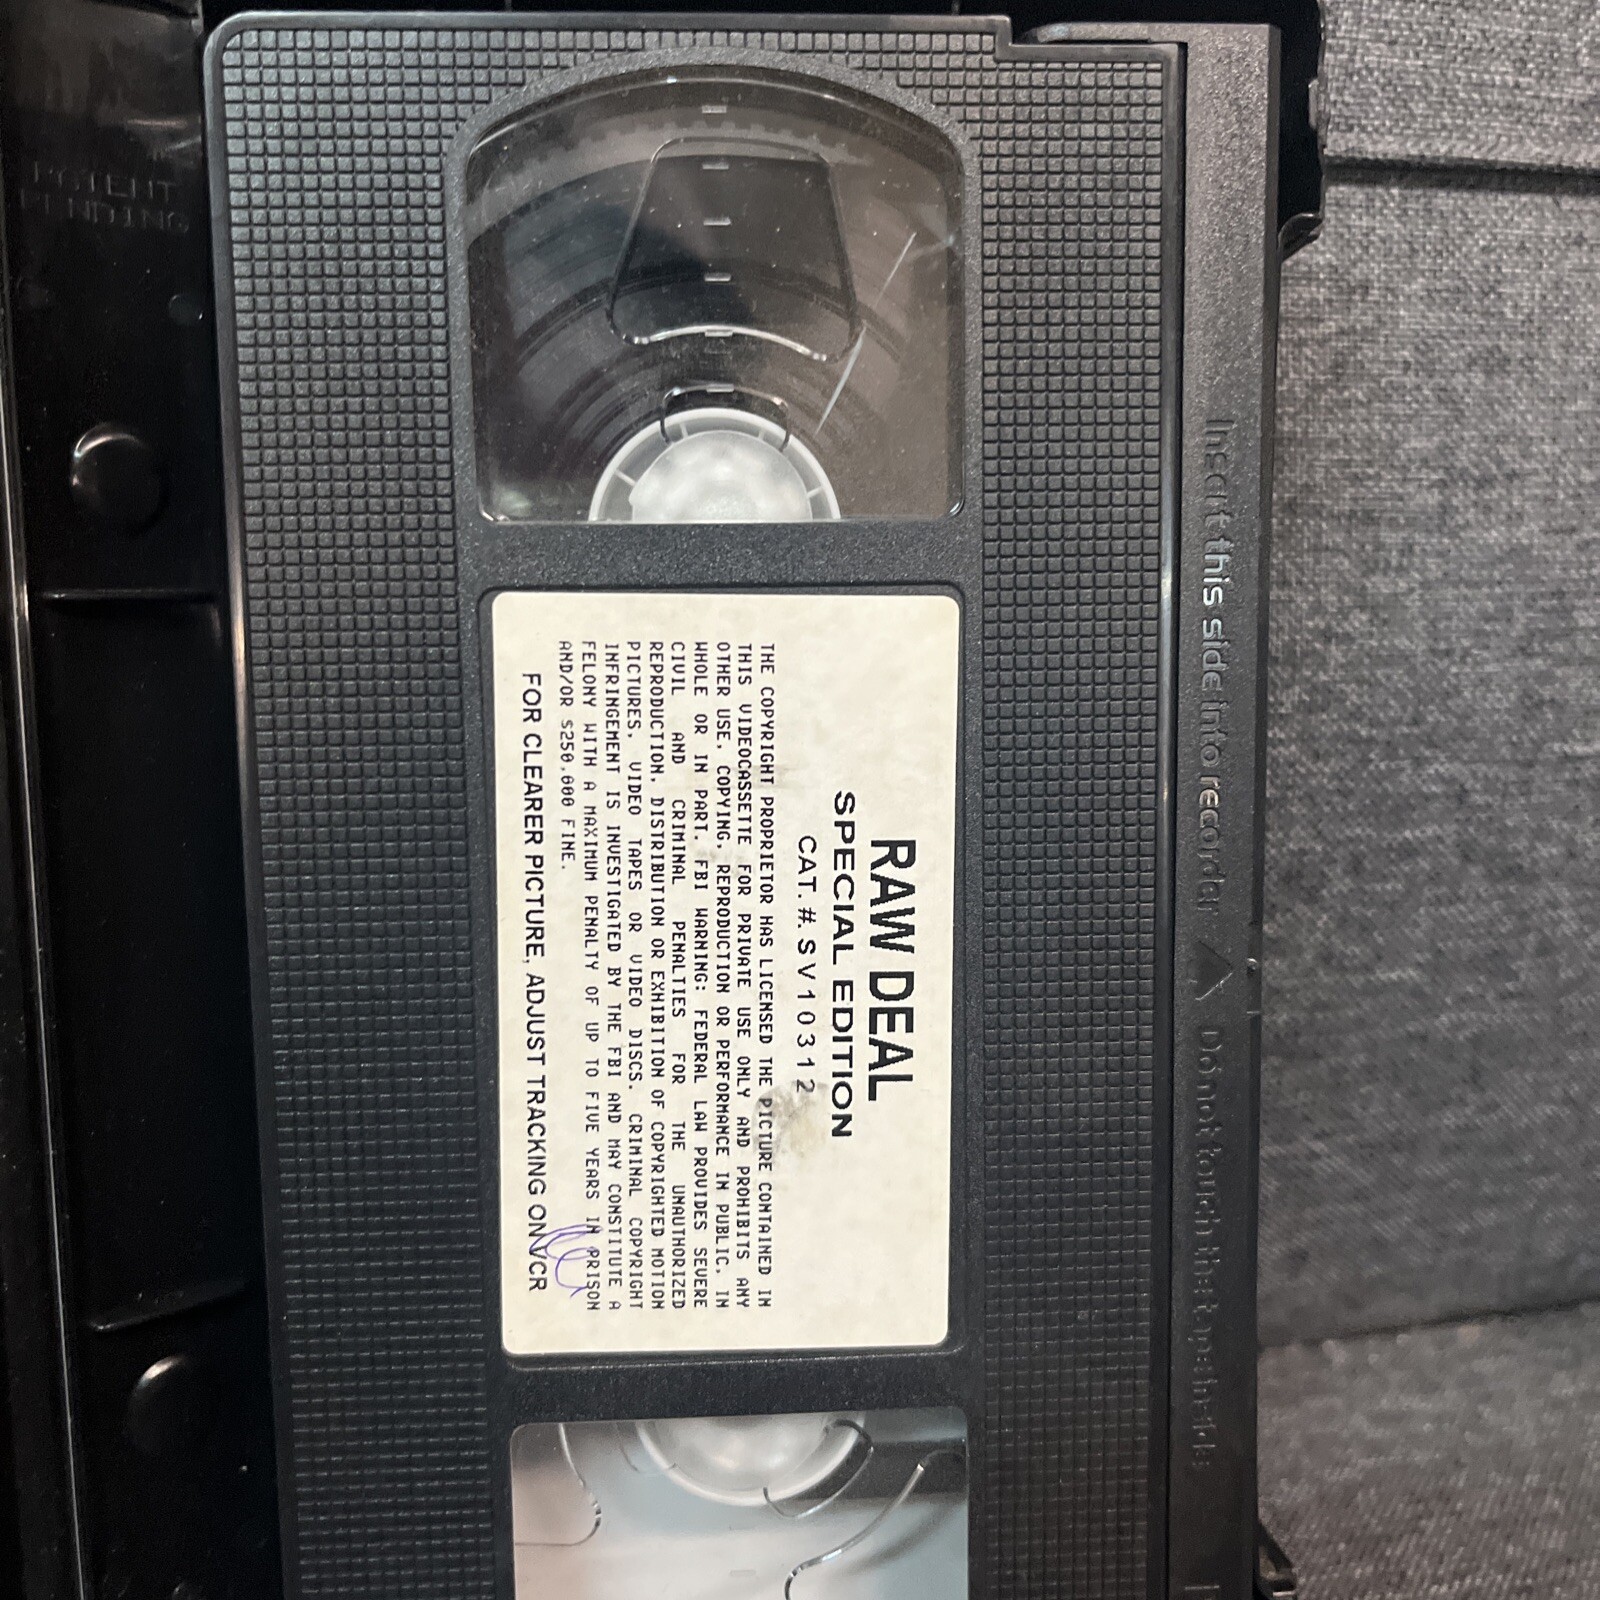 RAW DEAL
SPECIAL EDITION
CAT. #. SV10312
THE COPYRIGHT PROPRIETOR HAS LICENSED THE PICTURE CONTAINED IN
THIS VIDEOCASSETTE FOR PRIVATE USE ONLY AND PROHIBITS ANY
OTHER USE, COPYING, REPRODUCTION OR PERFORMANCE IN PUBLIC, IN
WHOLE OR IN PART. FBI WARNING: FEDERAL LAW PROVIDES SEVERE
CIVIL AND CRIMINAL PENALTIES FOR THE UNAUTHORIZED
REPRODUCTION, DISTRIBUTION OR EXHIBITION OF COPYRIGHTED MOTION
PICTURES, VIDEO TAPES OR VIDEO DISCS. CRIMINAL COPYRIGHT
INFRINGEMENT IS INVESTIGATED BY THE FBI AND MAY CONSTITUTE A
FELONY WITH A MAXIMUM PENALTY OF UP TO FIVE YEARS IN PRISON
AND/OR $250,000 FINE.
FOR CLEARER PICTURE, ADJUST TRACKING ON VCR
Insert this side into recorder ▲ Do not touch the tape inside
PATENT
PENDING